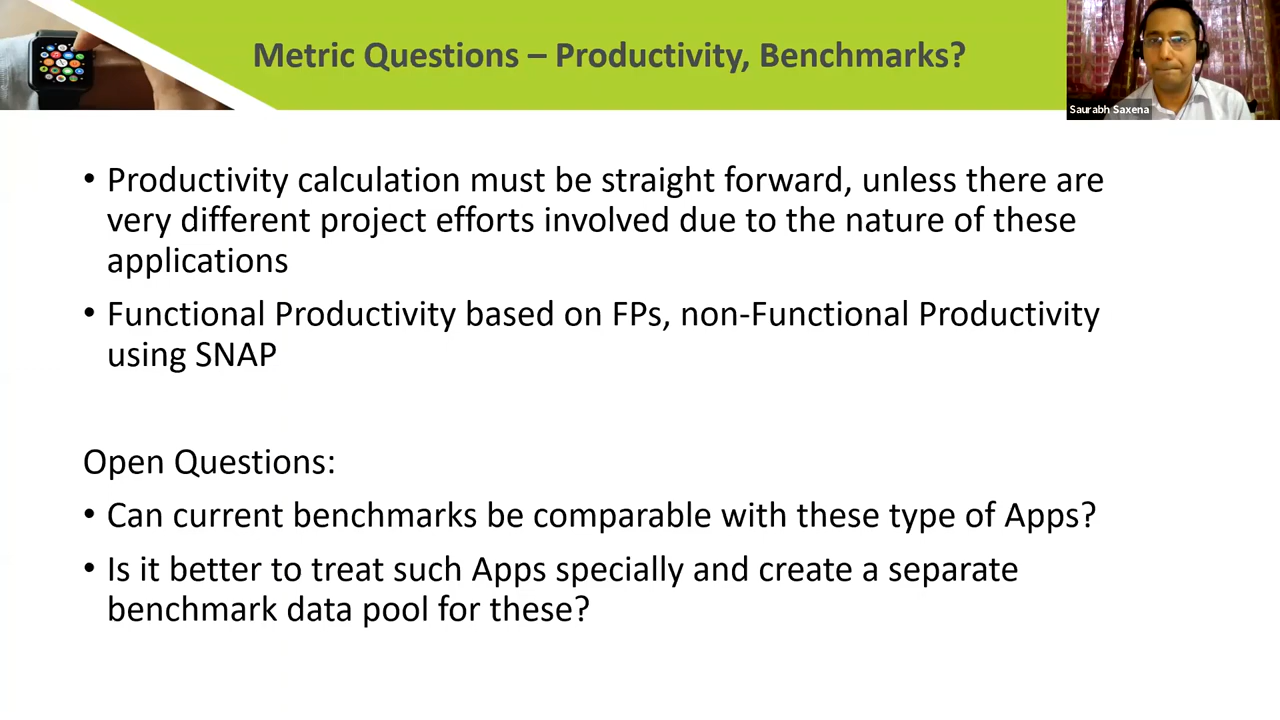 Metric Questions – Productivity, Benchmarks?
Saurabh Saxena
• Productivity calculation must be straight forward, unless there are
very different project efforts involved due to the nature of these
applications
• Functional Productivity based on FPs, non-Functional Productivity
using SNAP
Open Questions:
• Can current benchmarks be comparable with these type of Apps?
• Is it better to treat such Apps specially and create a separate
benchmark data pool for these?